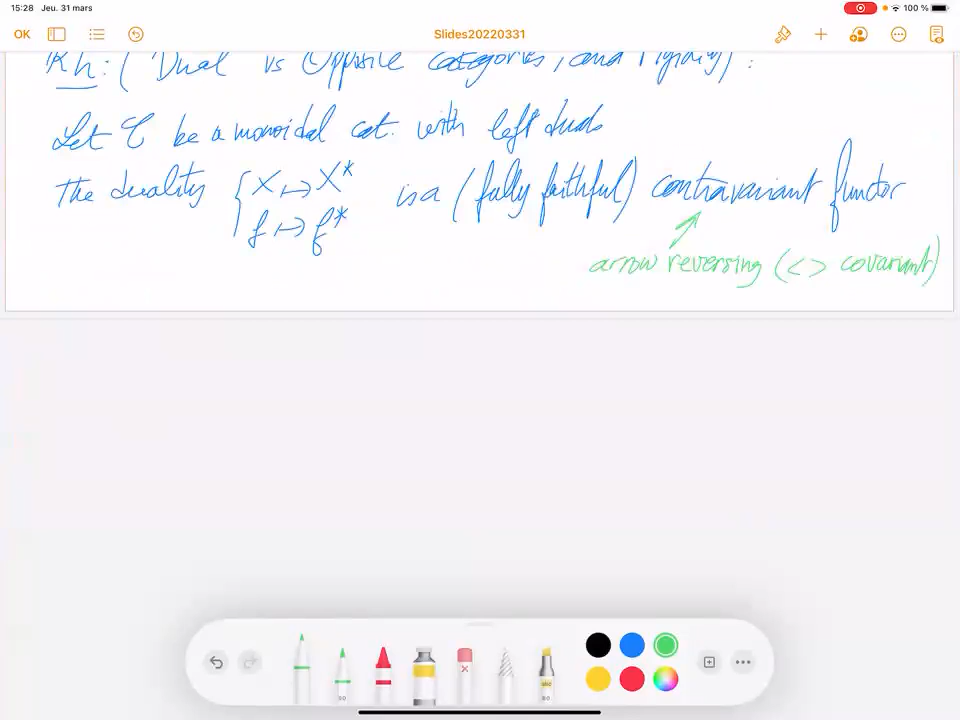 15:28 Jeu. 31 mars 100 %
OK Slides20220331
Rk: ( Dual vs Opposite categories, and rigidity) :
Let C be a monoidal cat. with left duals
The duality { X ↦ X* is a (fully faithful) contravariant functor
f ↦ f*
arrow reversing (<> covariant)